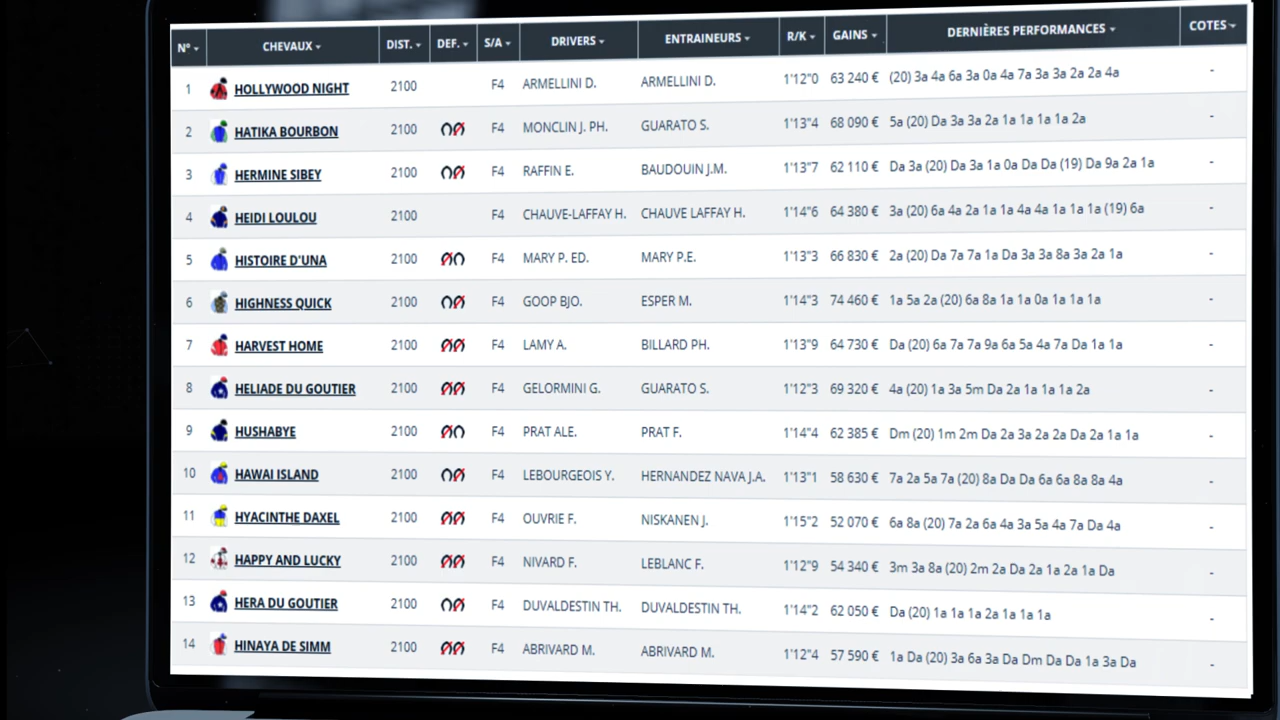 Nº CHEVAUX DIST. DEF. S/A DRIVERS ENTRAINEURS R/K GAINS DERNIÈRES PERFORMANCES COTES
1 HOLLYWOOD NIGHT 2100 F4 ARMELLINI D. ARMELLINI D. 1'12"0 63 240 € (20) 3a 4a 6a 3a 0a 4a 7a 3a 3a 2a 2a 4a -
2 HATIKA BOURBON 2100 F4 MONCLIN J. PH. GUARATO S. 1'13"4 68 090 € 5a (20) Da 3a 3a 2a 1a 1a 1a 1a 2a -
3 HERMINE SIBEY 2100 F4 RAFFIN E. BAUDOUIN J.M. 1'13"7 62 110 € Da 3a (20) Da 3a 1a 0a Da Da (19) Da 9a 2a 1a -
4 HEIDI LOULOU 2100 F4 CHAUVE-LAFFAY H. CHAUVE LAFFAY H. 1'14"6 64 380 € 3a (20) 6a 4a 2a 1a 1a 4a 4a 1a 1a 1a (19) 6a -
5 HISTOIRE D'UNA 2100 F4 MARY P. ED. MARY P.E. 1'13"3 66 830 € 2a (20) Da 7a 7a 1a Da 3a 3a 8a 3a 2a 1a -
6 HIGHNESS QUICK 2100 F4 GOOP BJO. ESPER M. 1'14"3 74 460 € 1a 5a 2a (20) 6a 8a 1a 1a 0a 1a 1a 1a -
7 HARVEST HOME 2100 F4 LAMY A. BILLARD PH. 1'13"9 64 730 € Da (20) 6a 7a 7a 9a 6a 5a 4a 7a Da 1a 1a -
8 HELIADE DU GOUTIER 2100 F4 GELORMINI G. GUARATO S. 1'12"3 69 320 € 4a (20) 1a 3a 5m Da 2a 1a 1a 1a 2a -
9 HUSHABYE 2100 F4 PRAT ALE. PRAT F. 1'14"4 62 385 € Dm (20) 1m 2m Da 2a 3a 2a 2a Da 2a 1a 1a -
10 HAWAI ISLAND 2100 F4 LEBOURGEOIS Y. HERNANDEZ NAVA J.A. 1'13"1 58 630 € 7a 2a 5a 7a (20) 8a Da Da 6a 6a 8a 8a 4a -
11 HYACINTHE DAXEL 2100 F4 OUVRIE F. NISKANEN J. 1'15"2 52 070 € 6a 8a (20) 7a 2a 6a 4a 3a 5a 4a 7a Da 4a -
12 HAPPY AND LUCKY 2100 F4 NIVARD F. LEBLANC F. 1'12"9 54 340 € 3m 3a 8a (20) 2m 2a Da 2a 1a 2a 1a Da -
13 HERA DU GOUTIER 2100 F4 DUVALDESTIN TH. DUVALDESTIN TH. 1'14"2 62 050 € Da (20) 1a 1a 1a 2a 1a 1a 1a -
14 HINAYA DE SIMM 2100 F4 ABRIVARD M. ABRIVARD M. 1'12"4 57 590 € 1a Da (20) 3a 6a 3a Da Dm Da Da 1a 3a Da -